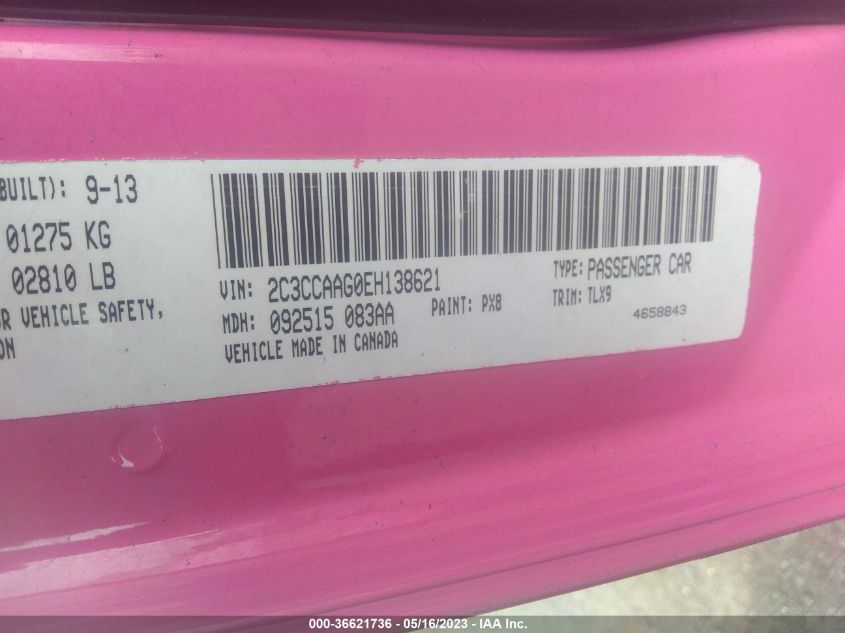 BUILT): 9-13
01275 KG
02810 LB
R VEHICLE SAFETY,
ON
VIN: 2C3CCAAG0EH138621
TYPE: PASSENGER CAR
MDH: 092515 083AA
PAINT: PX8
TRIM: TLX9
4658843
VEHICLE MADE IN CANADA
000-36621736 - 05/16/2023 - IAA Inc.